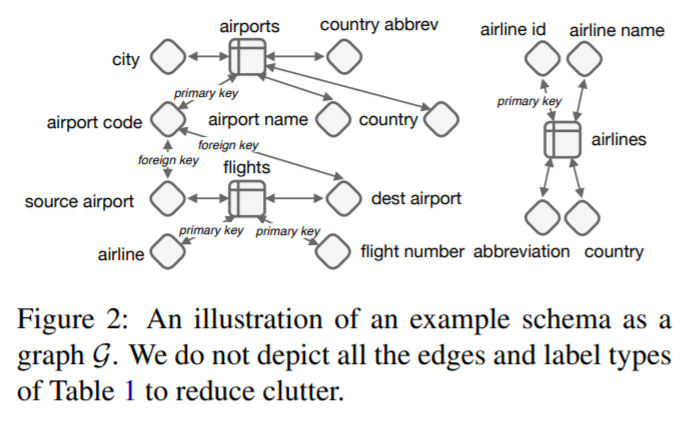 airports
country abbrev
airline id
airline name
city
primary key
primary key
airport code
airport name
country
foreign key
airlines
foreign key
flights
source airport
dest airport
primary key
primary key
airline
flight number
abbreviation
country
Figure 2: An illustration of an example schema as a
graph 𝒢. We do not depict all the edges and label types
of Table 1 to reduce clutter.